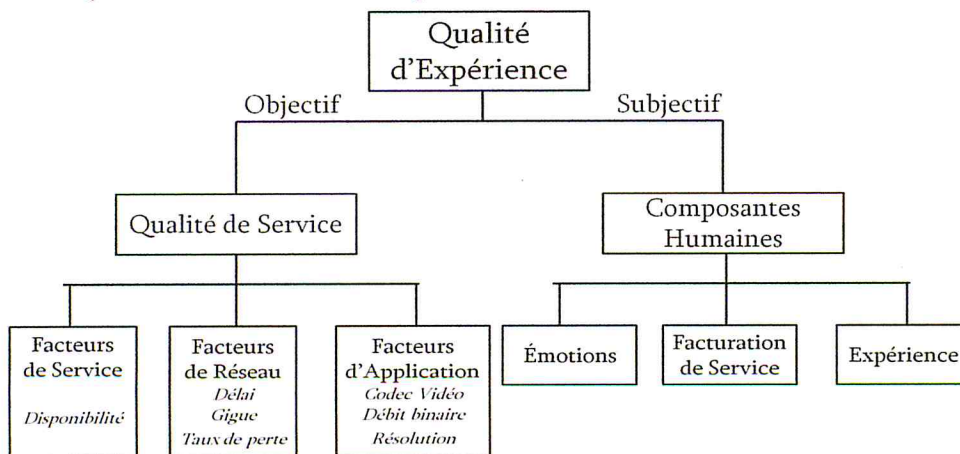 Qualité
d'Expérience
Objectif
Subjectif
Qualité de Service
Composantes
Humaines
Facteurs
de Service
Disponibilité
Facteurs
de Réseau
Délai
Gigue
Taux de perte
Facteurs
d'Application
Codec Vidéo
Débit binaire
Résolution
Émotions
Facturation
de Service
Expérience